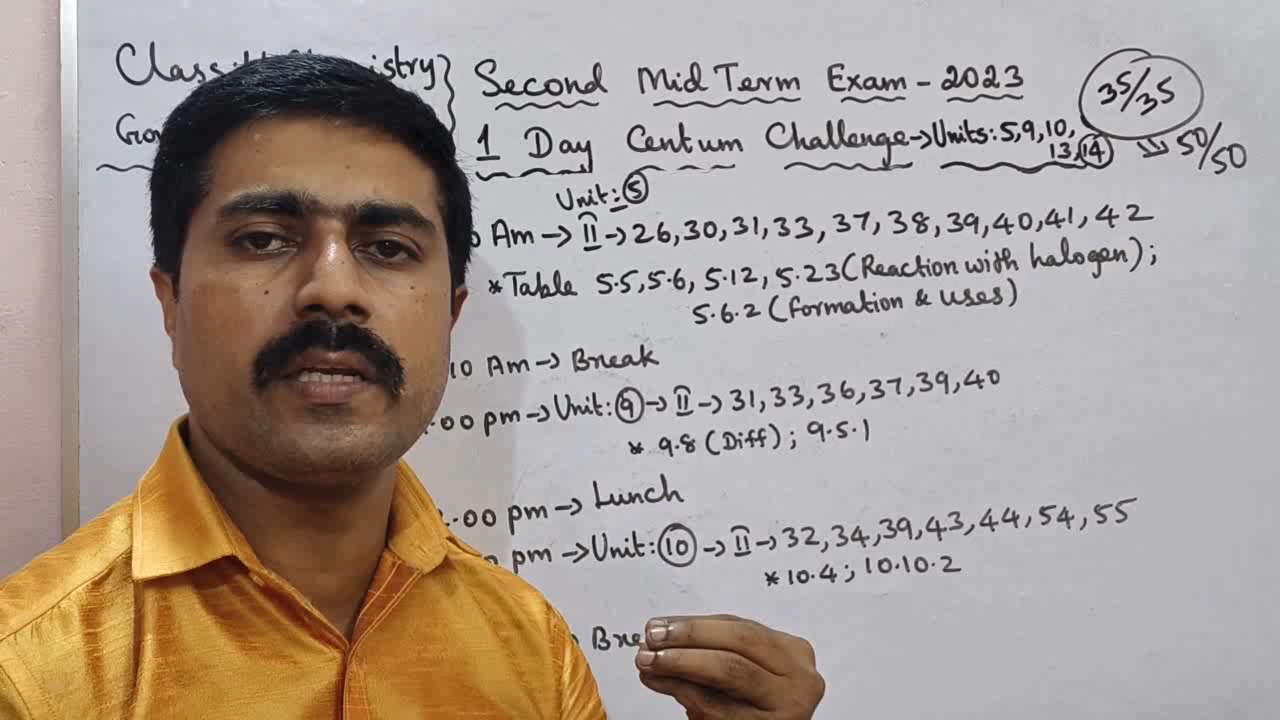 Second Mid Term Exam - 2023
35/35
1 Day Centum Challenge → Units: 5, 9, 10,
13, 14
50/50
Unit: 5
Am → II → 26, 30, 31, 33, 37, 38, 39, 40, 41, 42
* Table 5.5, 5.6, 5.12, 5.23 (Reaction with halogen);
5.6.2 (formation & uses)
10 Am → Break
.00 pm → Unit: 9 → II → 31, 33, 36, 37, 39, 40
* 9.8 (Diff); 9.5.1
.00 pm → Lunch
pm → Unit: 10 → II → 32, 34, 39, 43, 44, 54, 55
* 10.4; 10.10.2